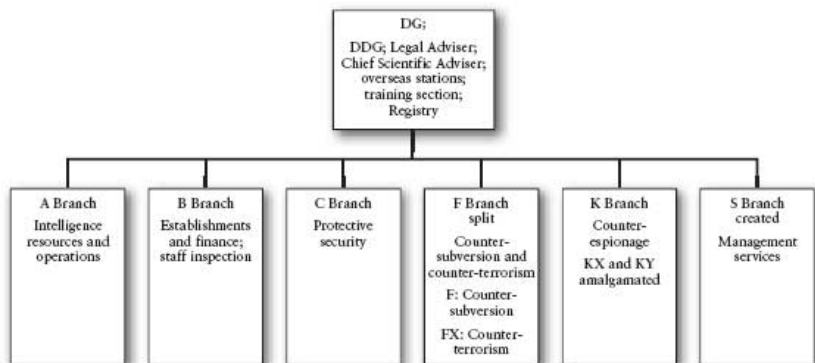 DG;
DDG; Legal Adviser;
Chief Scientific Adviser;
overseas stations;
training section;
Registry
A Branch
Intelligence
resources and
operations
B Branch
Establishments
and finance;
staff inspection
C Branch
Protective
security
F Branch
split
Counter-
subversion and
counter-terrorism
F: Counter-
subversion
FX: Counter-
terrorism
K Branch
Counter-
espionage
KX and KY
amalgamated
S Branch
created
Management
services